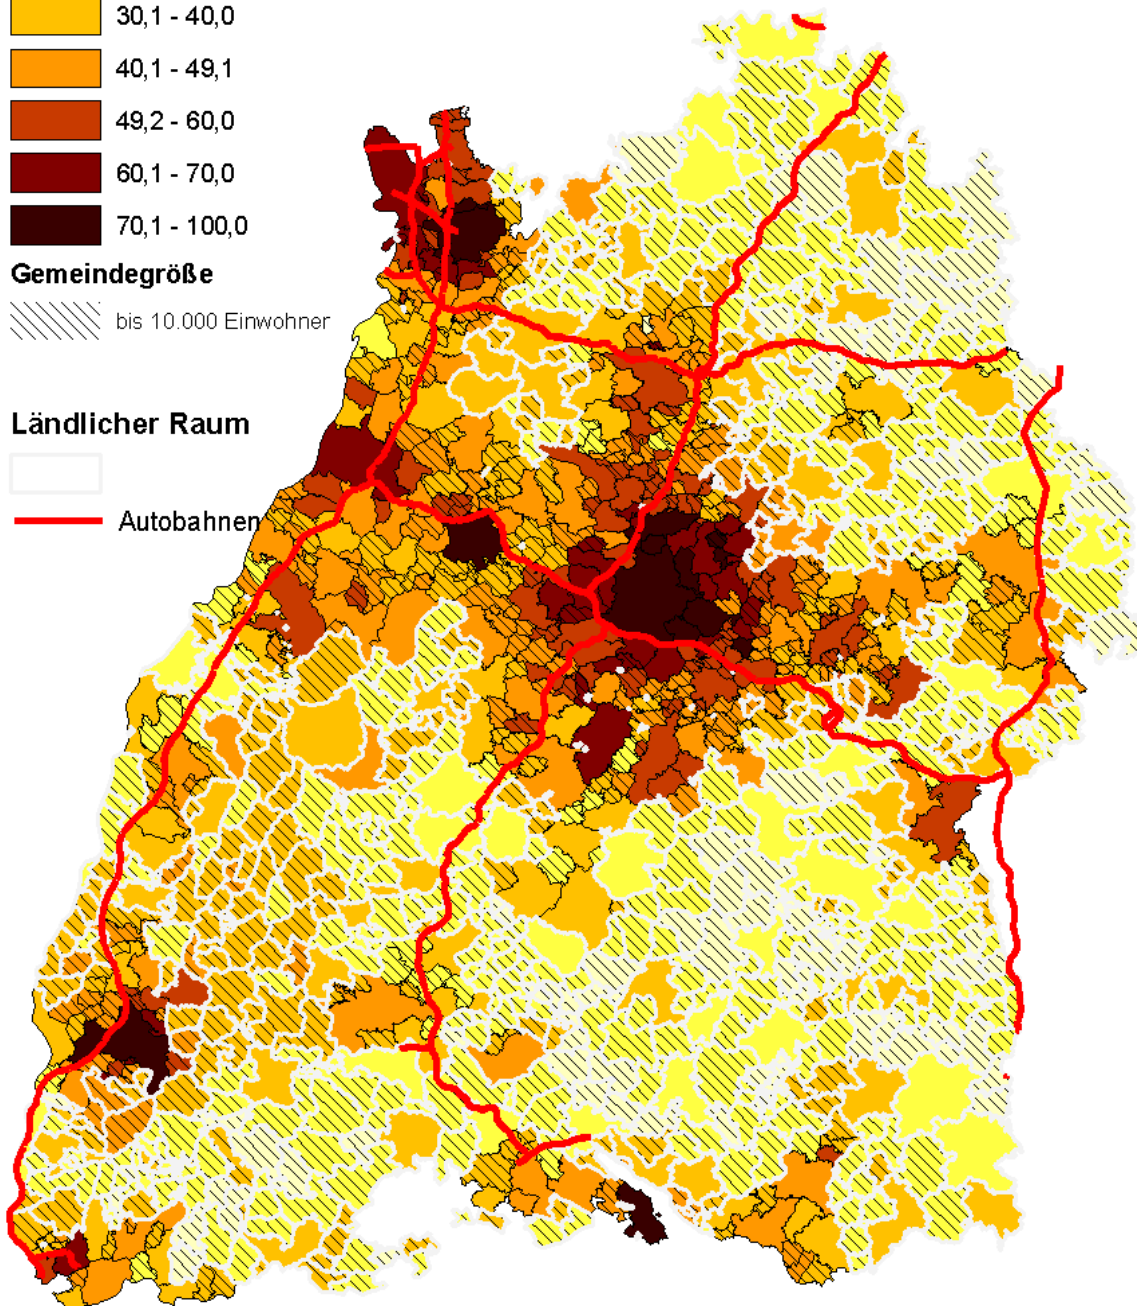 30,1 - 40,0
40,1 - 49,1
49,2 - 60,0
60,1 - 70,0
70,1 - 100,0
Gemeindegröße
bis 10.000 Einwohner
Ländlicher Raum
Autobahnen